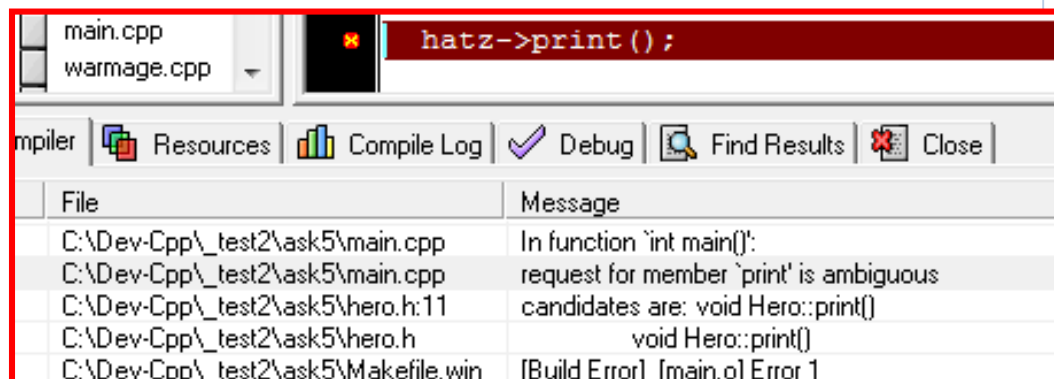 main.cpp
hatz->print();
warmage.cpp
mpiler Resources Compile Log Debug Find Results Close
File Message
C:\Dev-Cpp\_test2\ask5\main.cpp In function `int main()':
C:\Dev-Cpp\_test2\ask5\main.cpp request for member `print' is ambiguous
C:\Dev-Cpp\_test2\ask5\hero.h:11 candidates are: void Hero::print()
C:\Dev-Cpp\_test2\ask5\hero.h void Hero::print()
C:\Dev-Cpp\_test2\ask5\Makefile.win [Build Error] [main.o] Error 1